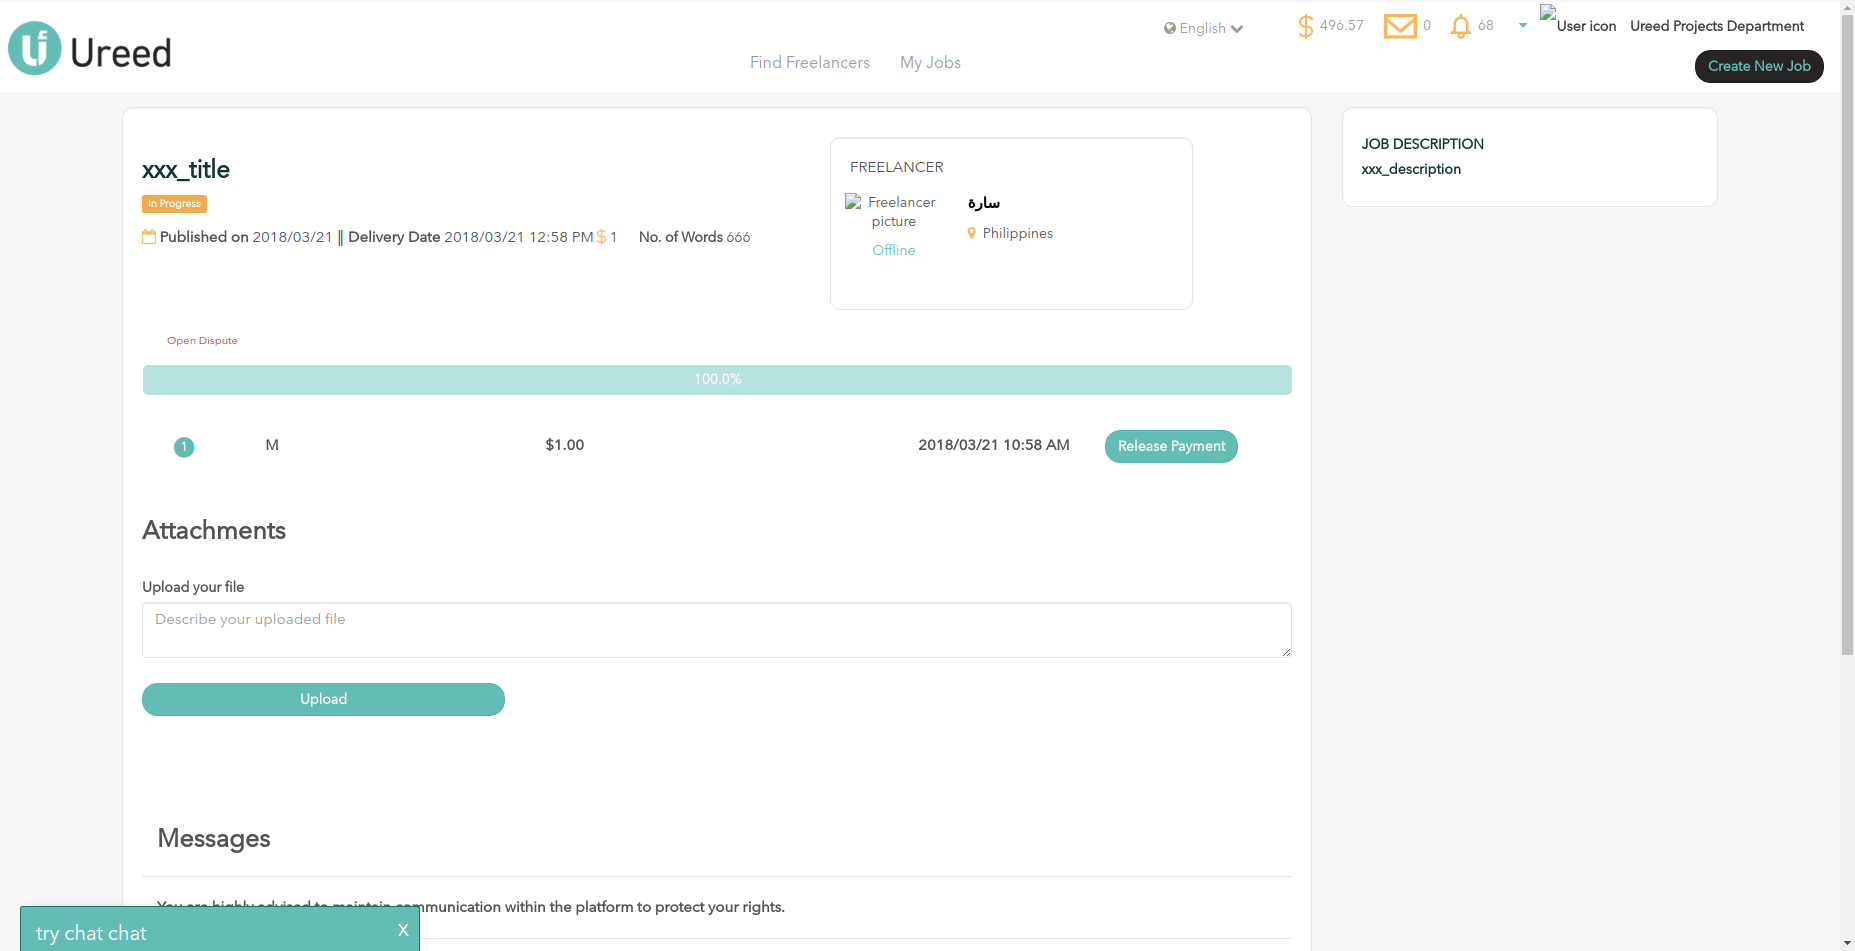 Ureed
English
496.57
0
68
User icon
Ureed Projects Department
Find Freelancers
My Jobs
Create New Job
xxx_title
In Progress
Published on 2018/03/21 || Delivery Date 2018/03/21 12:58 PM $ 1 No. of Words 666
FREELANCER
Freelancer picture
سارة
Philippines
Offline
JOB DESCRIPTION
xxx_description
Open Dispute
100.0%
1 M $1.00 2018/03/21 10:58 AM Release Payment
Attachments
Upload your file
Describe your uploaded file
Upload
Messages
You are highly advised to maintain communication within the platform to protect your rights.
try chat chat X